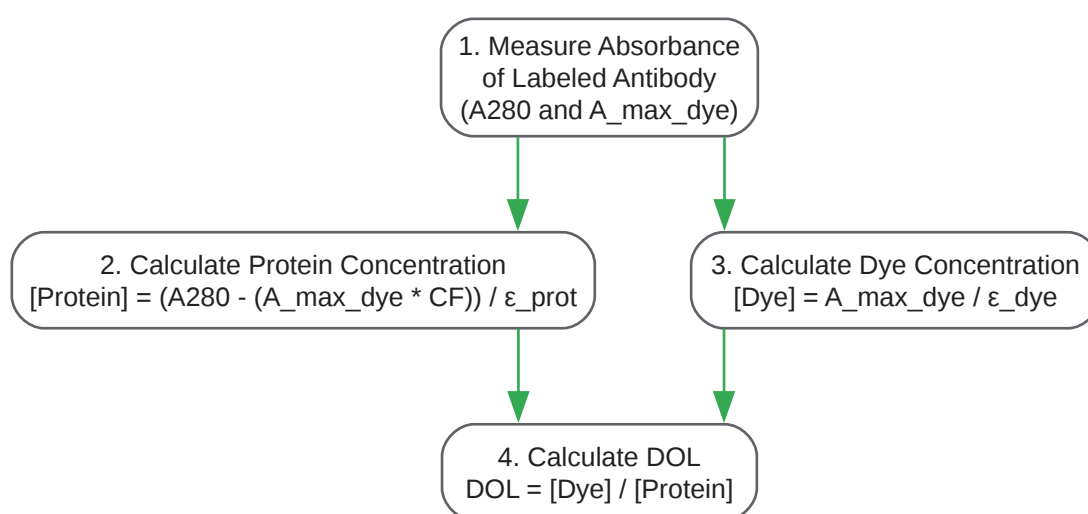 1. Measure Absorbance
of Labeled Antibody
(A280 and A_max_dye)
2. Calculate Protein Concentration
[Protein] = (A280 - (A_max_dye * CF)) / ε_prot
3. Calculate Dye Concentration
[Dye] = A_max_dye / ε_dye
4. Calculate DOL
DOL = [Dye] / [Protein]